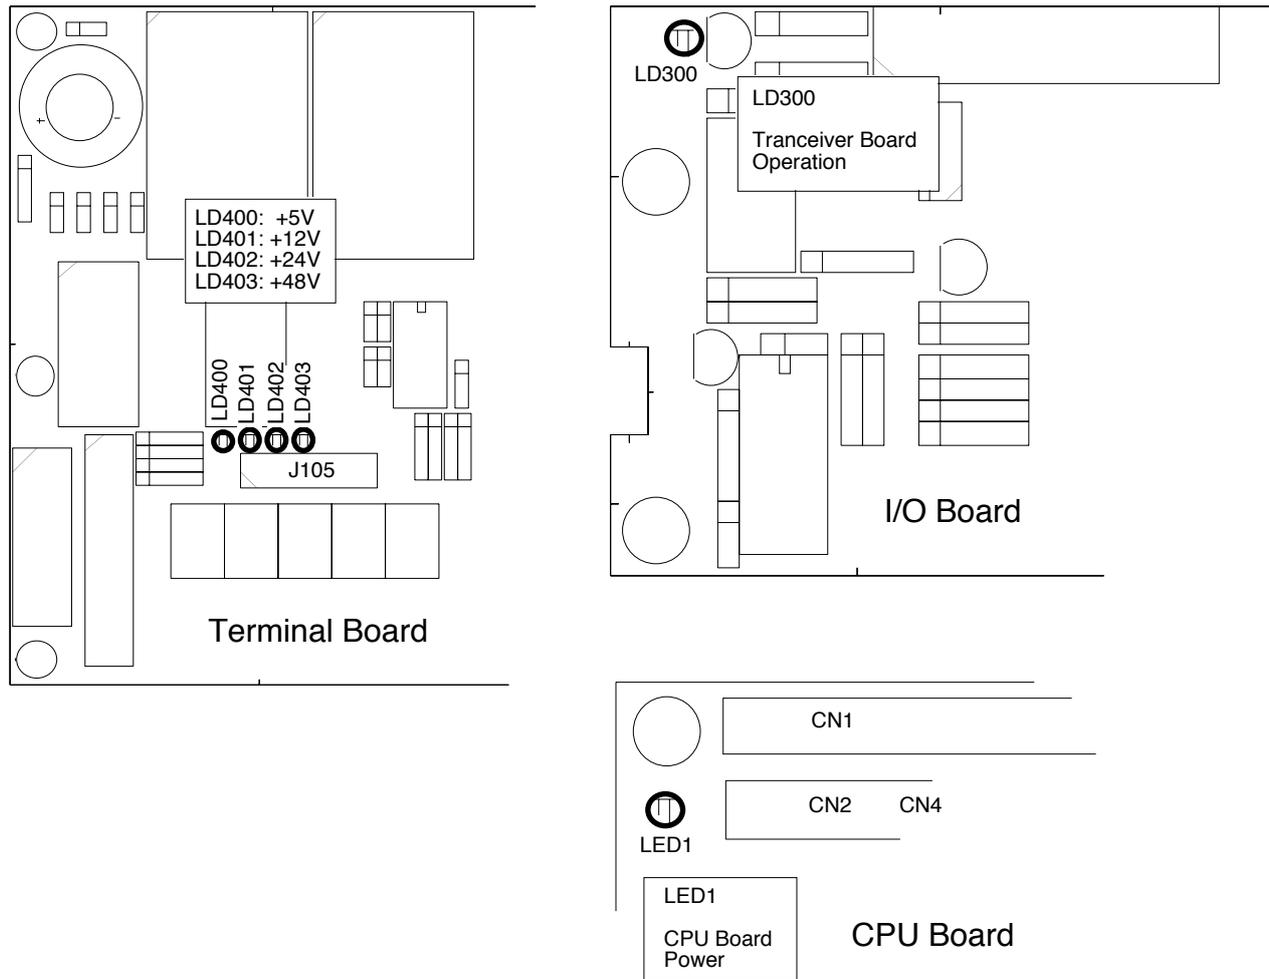 LD400: +5V
LD401: +12V
LD402: +24V
LD403: +48V
LD400
LD401
LD402
LD403
J105
Terminal Board
LD300
LD300
Tranceiver Board
Operation
I/O Board
CN1
CN2 CN4
LED1
LED1
CPU Board
Power
CPU Board